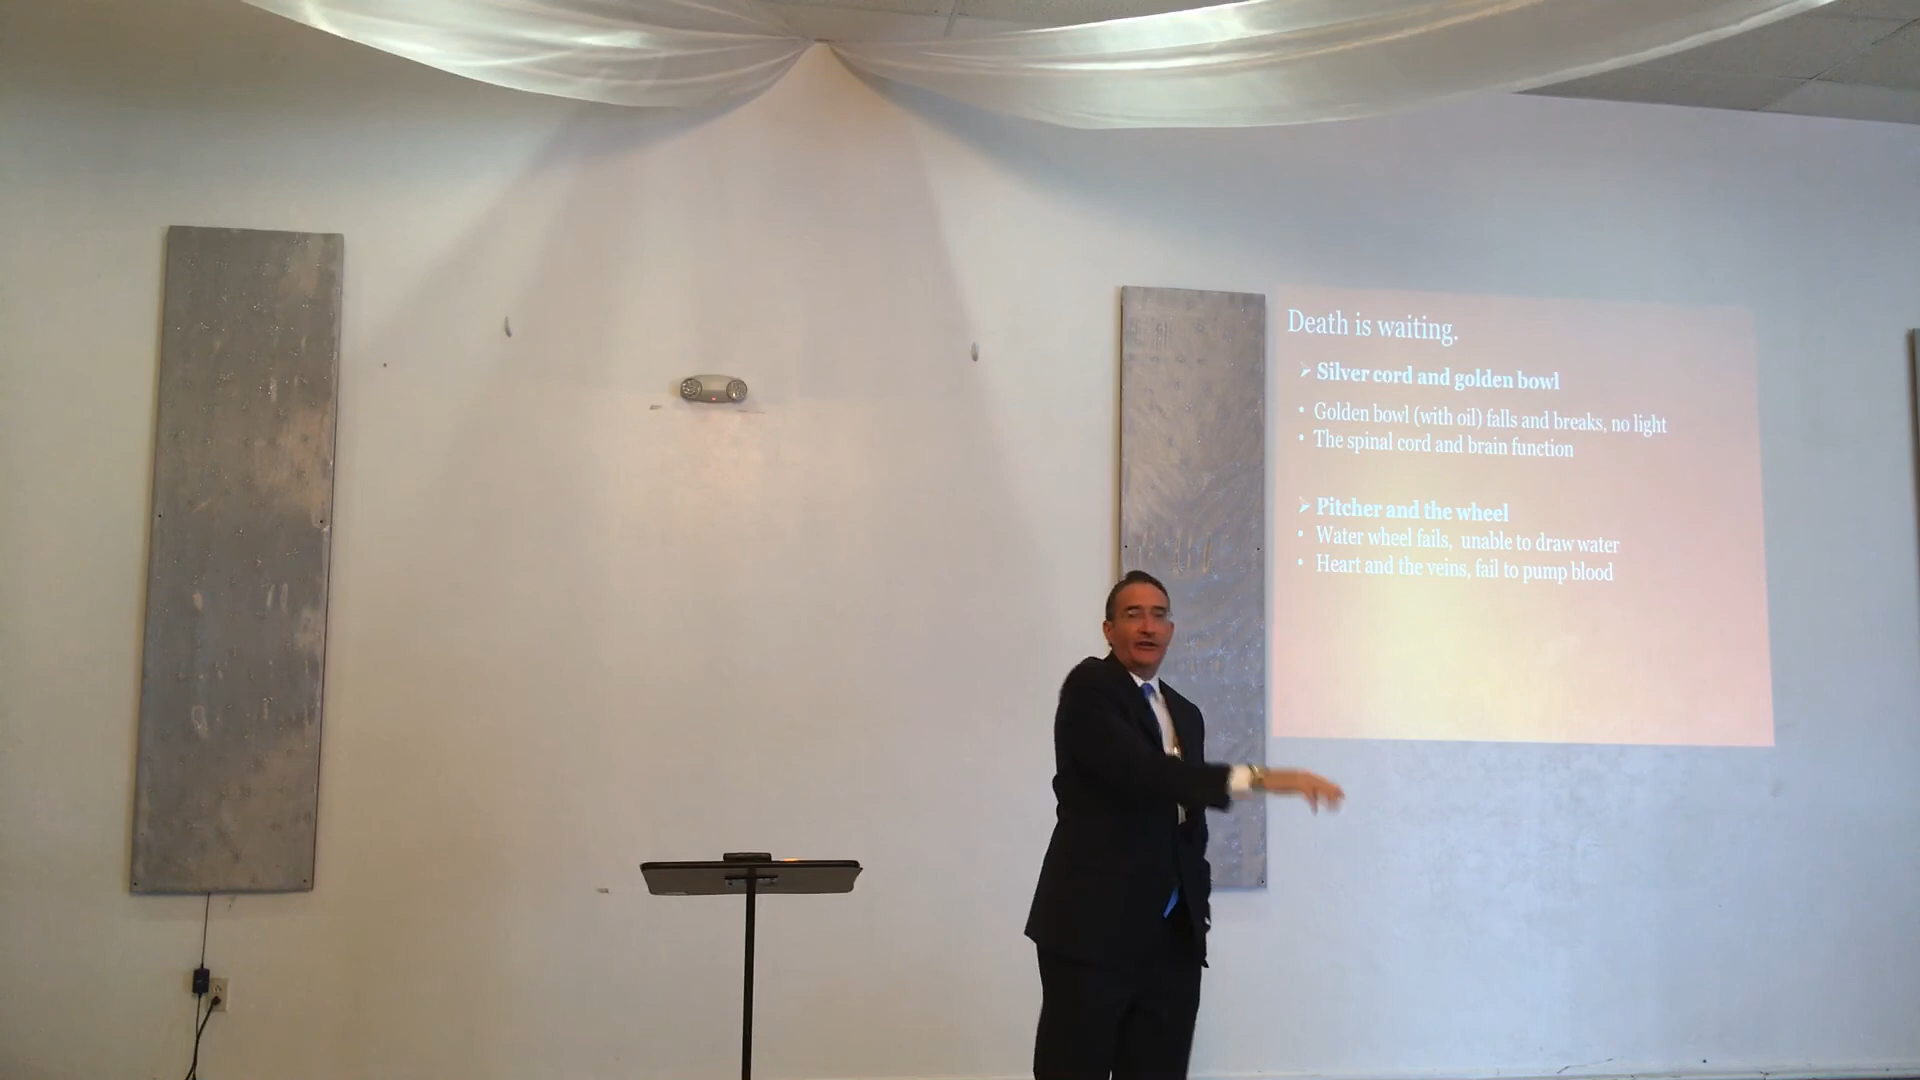 Death is waiting.
➢ Silver cord and golden bowl
• Golden bowl (with oil) falls and breaks, no light
• The spinal cord and brain function
➢ Pitcher and the wheel
• Water wheel fails, unable to draw water
• Heart and the veins, fail to pump blood